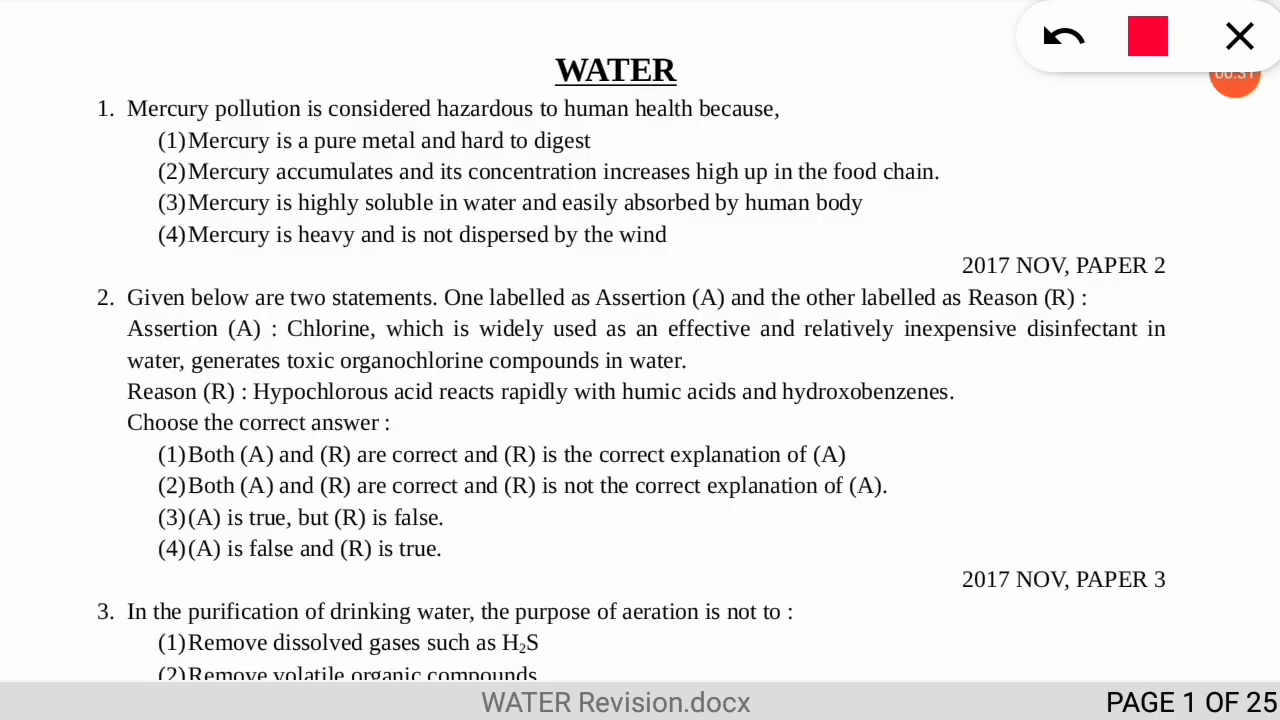 WATER
00:31
1. Mercury pollution is considered hazardous to human health because,
(1)Mercury is a pure metal and hard to digest
(2)Mercury accumulates and its concentration increases high up in the food chain.
(3)Mercury is highly soluble in water and easily absorbed by human body
(4)Mercury is heavy and is not dispersed by the wind
2017 NOV, PAPER 2
2. Given below are two statements. One labelled as Assertion (A) and the other labelled as Reason (R) :
Assertion (A) : Chlorine, which is widely used as an effective and relatively inexpensive disinfectant in
water, generates toxic organochlorine compounds in water.
Reason (R) : Hypochlorous acid reacts rapidly with humic acids and hydroxobenzenes.
Choose the correct answer :
(1)Both (A) and (R) are correct and (R) is the correct explanation of (A)
(2)Both (A) and (R) are correct and (R) is not the correct explanation of (A).
(3)(A) is true, but (R) is false.
(4)(A) is false and (R) is true.
2017 NOV, PAPER 3
3. In the purification of drinking water, the purpose of aeration is not to :
(1)Remove dissolved gases such as H₂S
(2)Remove volatile organic compounds
WATER Revision.docx
PAGE 1 OF 25